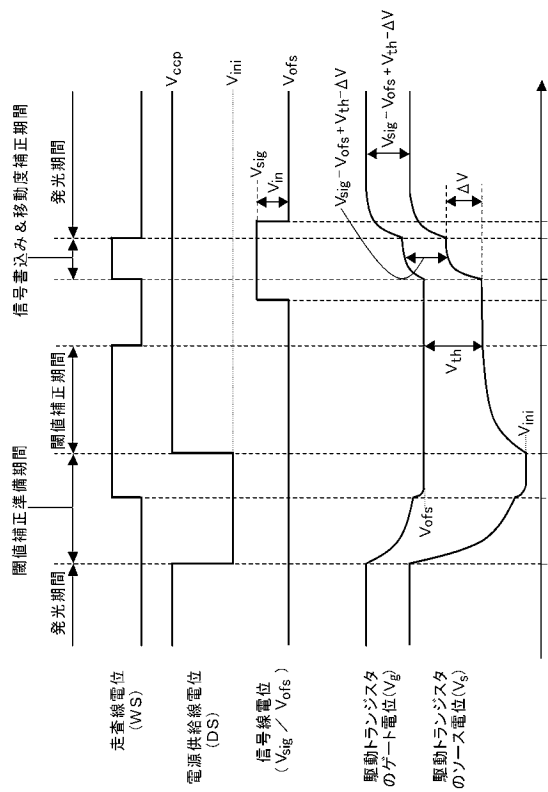 発光期間
閾値補正準備期間
閾値補正期間
信号書込み&移動度補正期間
発光期間
走査線電位
(WS)
電源供給線電位
(DS)
Vccp
Vini
信号線電位
(Vsig / Vofs)
Vsig
Vin
Vofs
Vsig−Vofs+Vth−ΔV
駆動トランジスタ
のゲート電位(Vg)
Vofs
Vsig−Vofs+Vth−ΔV
駆動トランジスタ
のソース電位(Vs)
Vth
ΔV
Vini